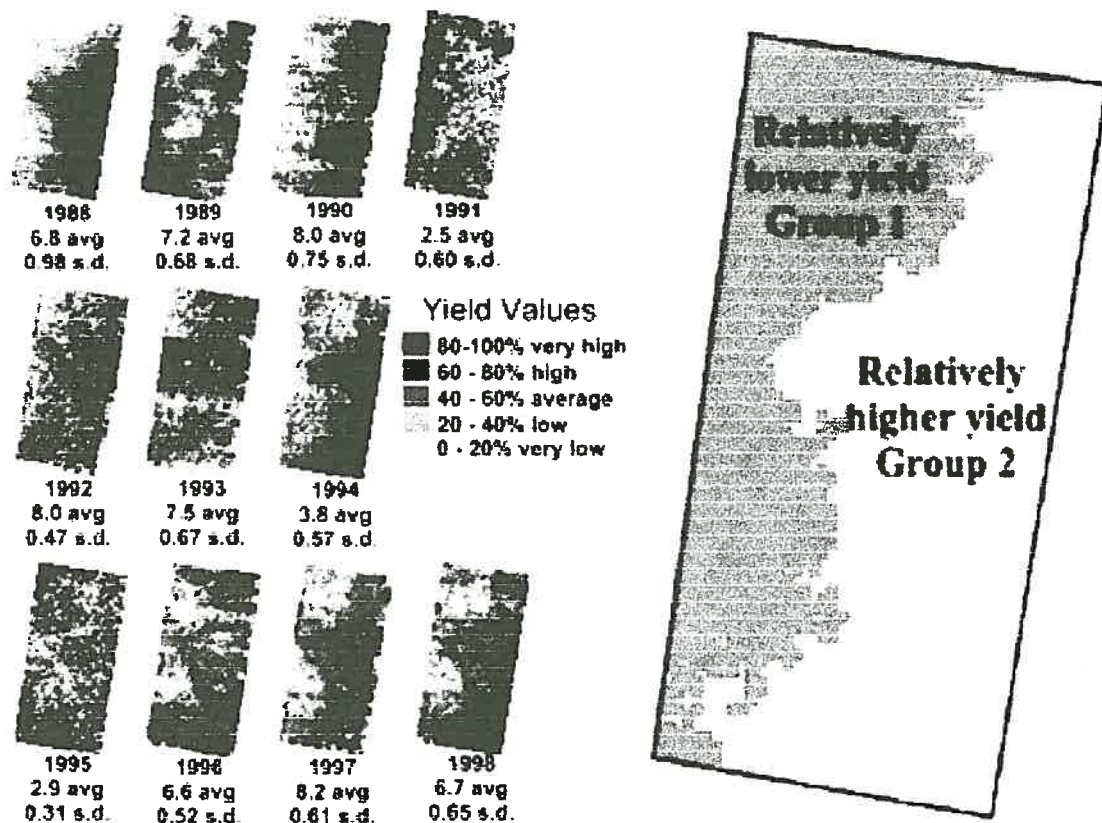 1988
6.8 avg
0.98 s.d.
1989
7.2 avg
0.68 s.d.
1990
8.0 avg
0.75 s.d.
1991
2.5 avg
0.60 s.d.
1992
8.0 avg
0.47 s.d.
1993
7.5 avg
0.67 s.d.
1994
3.8 avg
0.57 s.d.
Yield Values
80-100% very high
60 - 80% high
40 - 60% average
20 - 40% low
0 - 20% very low
1995
2.9 avg
0.31 s.d.
1996
6.6 avg
0.52 s.d.
1997
8.2 avg
0.61 s.d.
1998
6.7 avg
0.65 s.d.
Relatively
lower yield
Group 1
Relatively
higher yield
Group 2